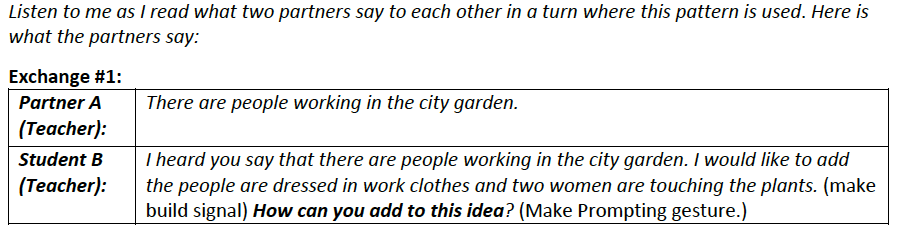 Listen to me as I read what two partners say to each other in a turn where this pattern is used. Here is
what the partners say:
Exchange #1:
Partner A
(Teacher):
There are people working in the city garden.
Student B
(Teacher):
I heard you say that there are people working in the city garden. I would like to add
the people are dressed in work clothes and two women are touching the plants. (make
build signal) How can you add to this idea? (Make Prompting gesture.)